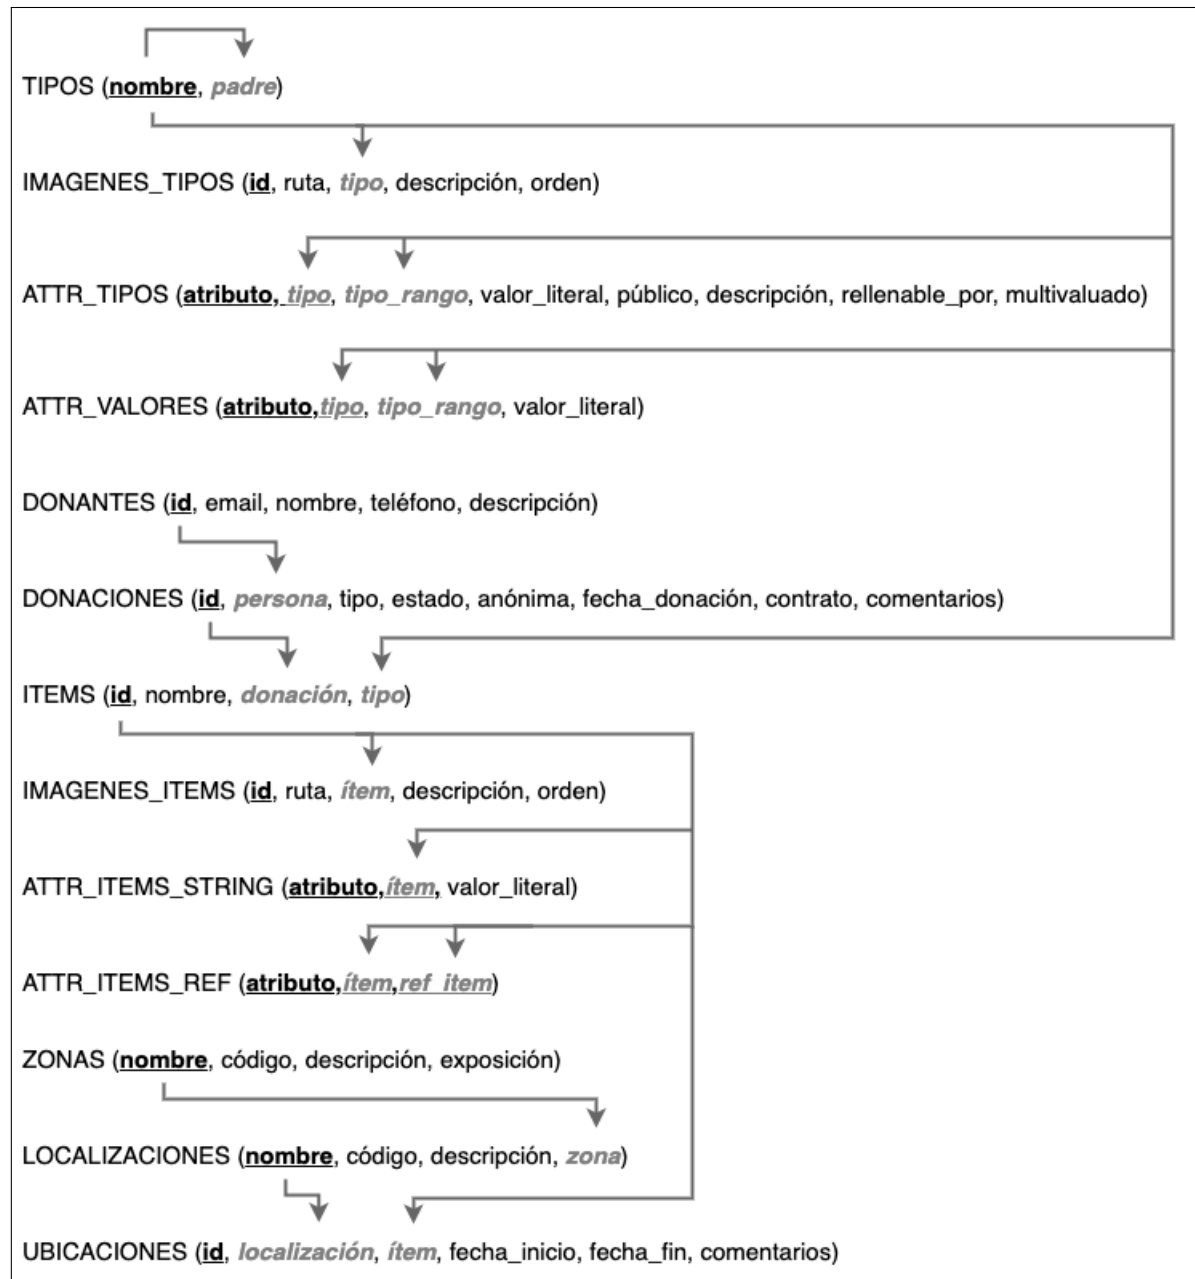 TIPOS (nombre, padre)
IMAGENES_TIPOS (id, ruta, tipo, descripción, orden)
ATTR_TIPOS (atributo, tipo, tipo_rango, valor_literal, público, descripción, rellenable_por, multivaluado)
ATTR_VALORES (atributo,tipo, tipo_rango, valor_literal)
DONANTES (id, email, nombre, teléfono, descripción)
DONACIONES (id, persona, tipo, estado, anónima, fecha_donación, contrato, comentarios)
ITEMS (id, nombre, donación, tipo)
IMAGENES_ITEMS (id, ruta, ítem, descripción, orden)
ATTR_ITEMS_STRING (atributo,ítem, valor_literal)
ATTR_ITEMS_REF (atributo,ítem,ref_item)
ZONAS (nombre, código, descripción, exposición)
LOCALIZACIONES (nombre, código, descripción, zona)
UBICACIONES (id, localización, ítem, fecha_inicio, fecha_fin, comentarios)